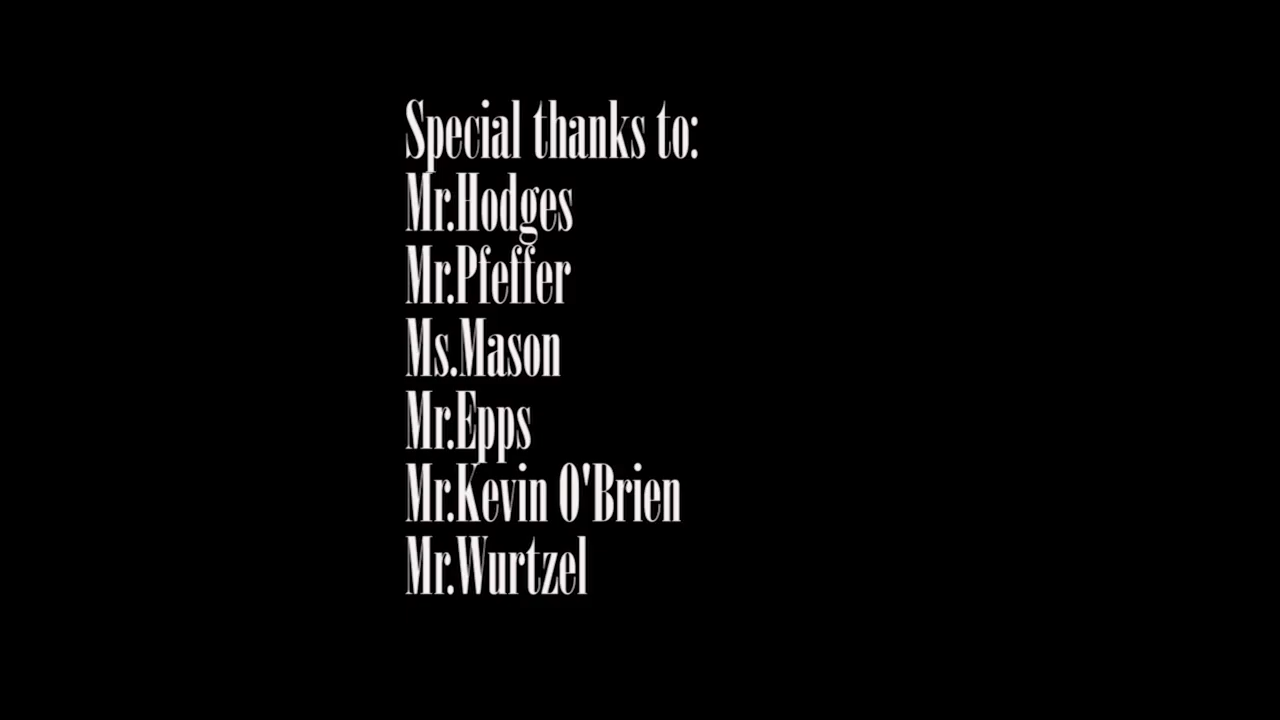 Special thanks to:
Mr.Hodges
Mr.Pfeffer
Ms.Mason
Mr.Epps
Mr.Kevin O'Brien
Mr.Wurtzel